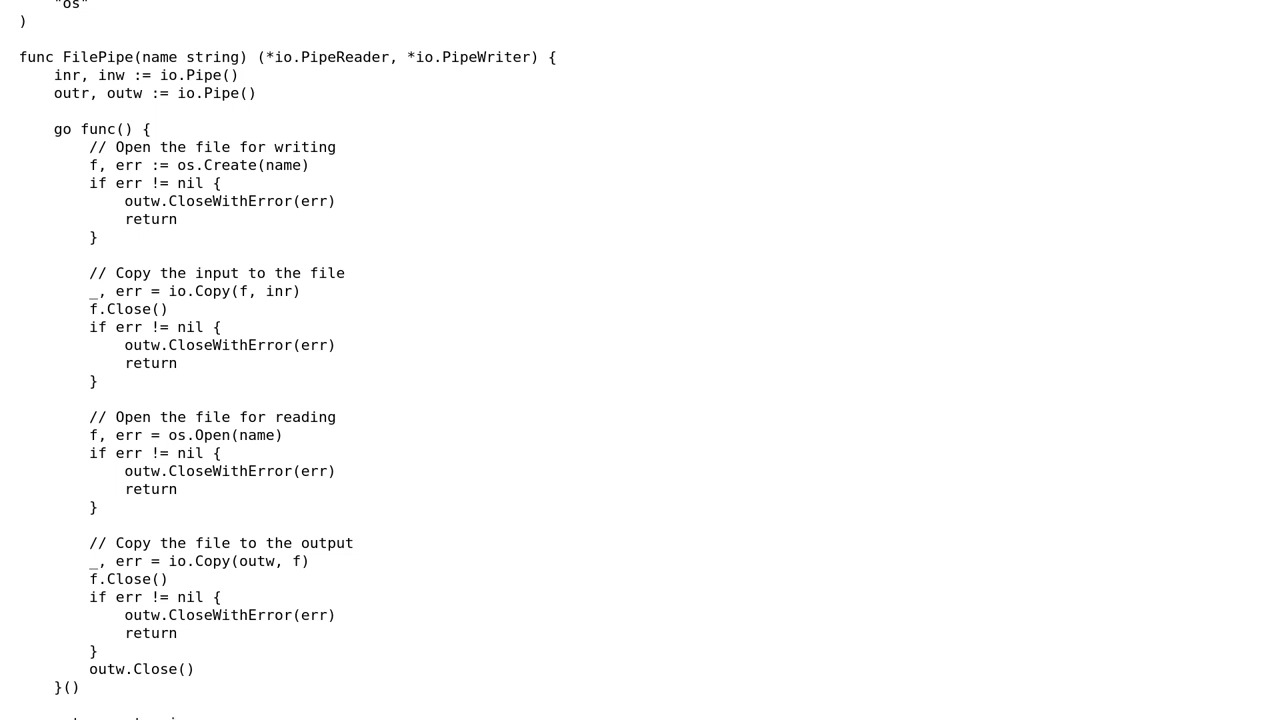 "os"
)

func FilePipe(name string) (*io.PipeReader, *io.PipeWriter) {
    inr, inw := io.Pipe()
    outr, outw := io.Pipe()

    go func() {
        // Open the file for writing
        f, err := os.Create(name)
        if err != nil {
            outw.CloseWithError(err)
            return
        }

        // Copy the input to the file
        _, err = io.Copy(f, inr)
        f.Close()
        if err != nil {
            outw.CloseWithError(err)
            return
        }

        // Open the file for reading
        f, err = os.Open(name)
        if err != nil {
            outw.CloseWithError(err)
            return
        }

        // Copy the file to the output
        _, err = io.Copy(outw, f)
        f.Close()
        if err != nil {
            outw.CloseWithError(err)
            return
        }
        outw.Close()
    }()